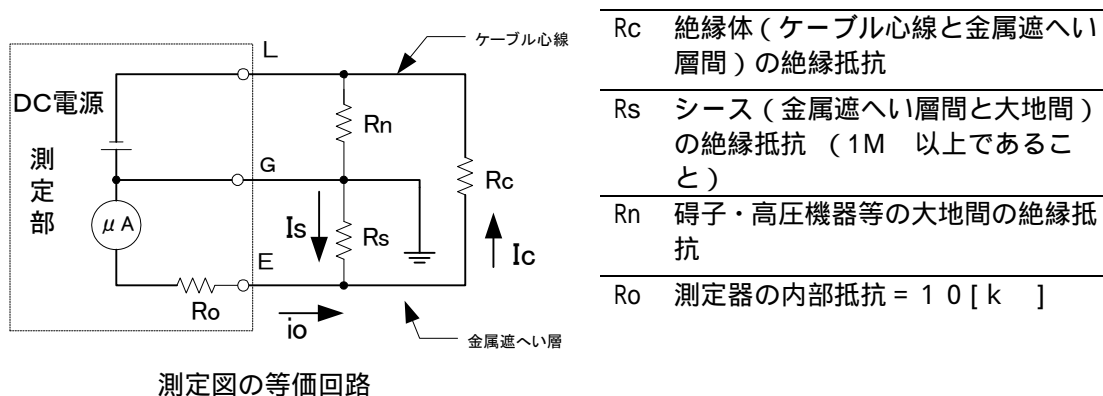 L
ケーブル心線
DC電源
Rn
測定部
G
Rc
μA
Is
Rs
Ic
E
Ro
io
金属遮へい層
測定図の等価回路
Rc 絶縁体(ケーブル心線と金属遮へい
層間)の絶縁抵抗
Rs シース(金属遮へい層間と大地間)
の絶縁抵抗 (1M 以上であるこ
と)
Rn 碍子・高圧機器等の大地間の絶縁抵
抗
Ro 測定器の内部抵抗=10[k ]